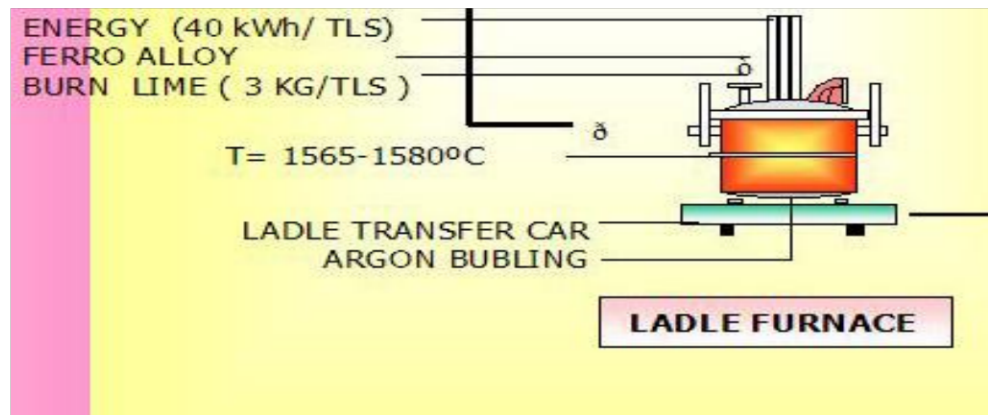 ENERGY (40 kWh/ TLS)
FERRO ALLOY
BURN LIME ( 3 KG/TLS )
ð
ð
T= 1565-1580ºC
LADLE TRANSFER CAR
ARGON BUBLING
LADLE FURNACE